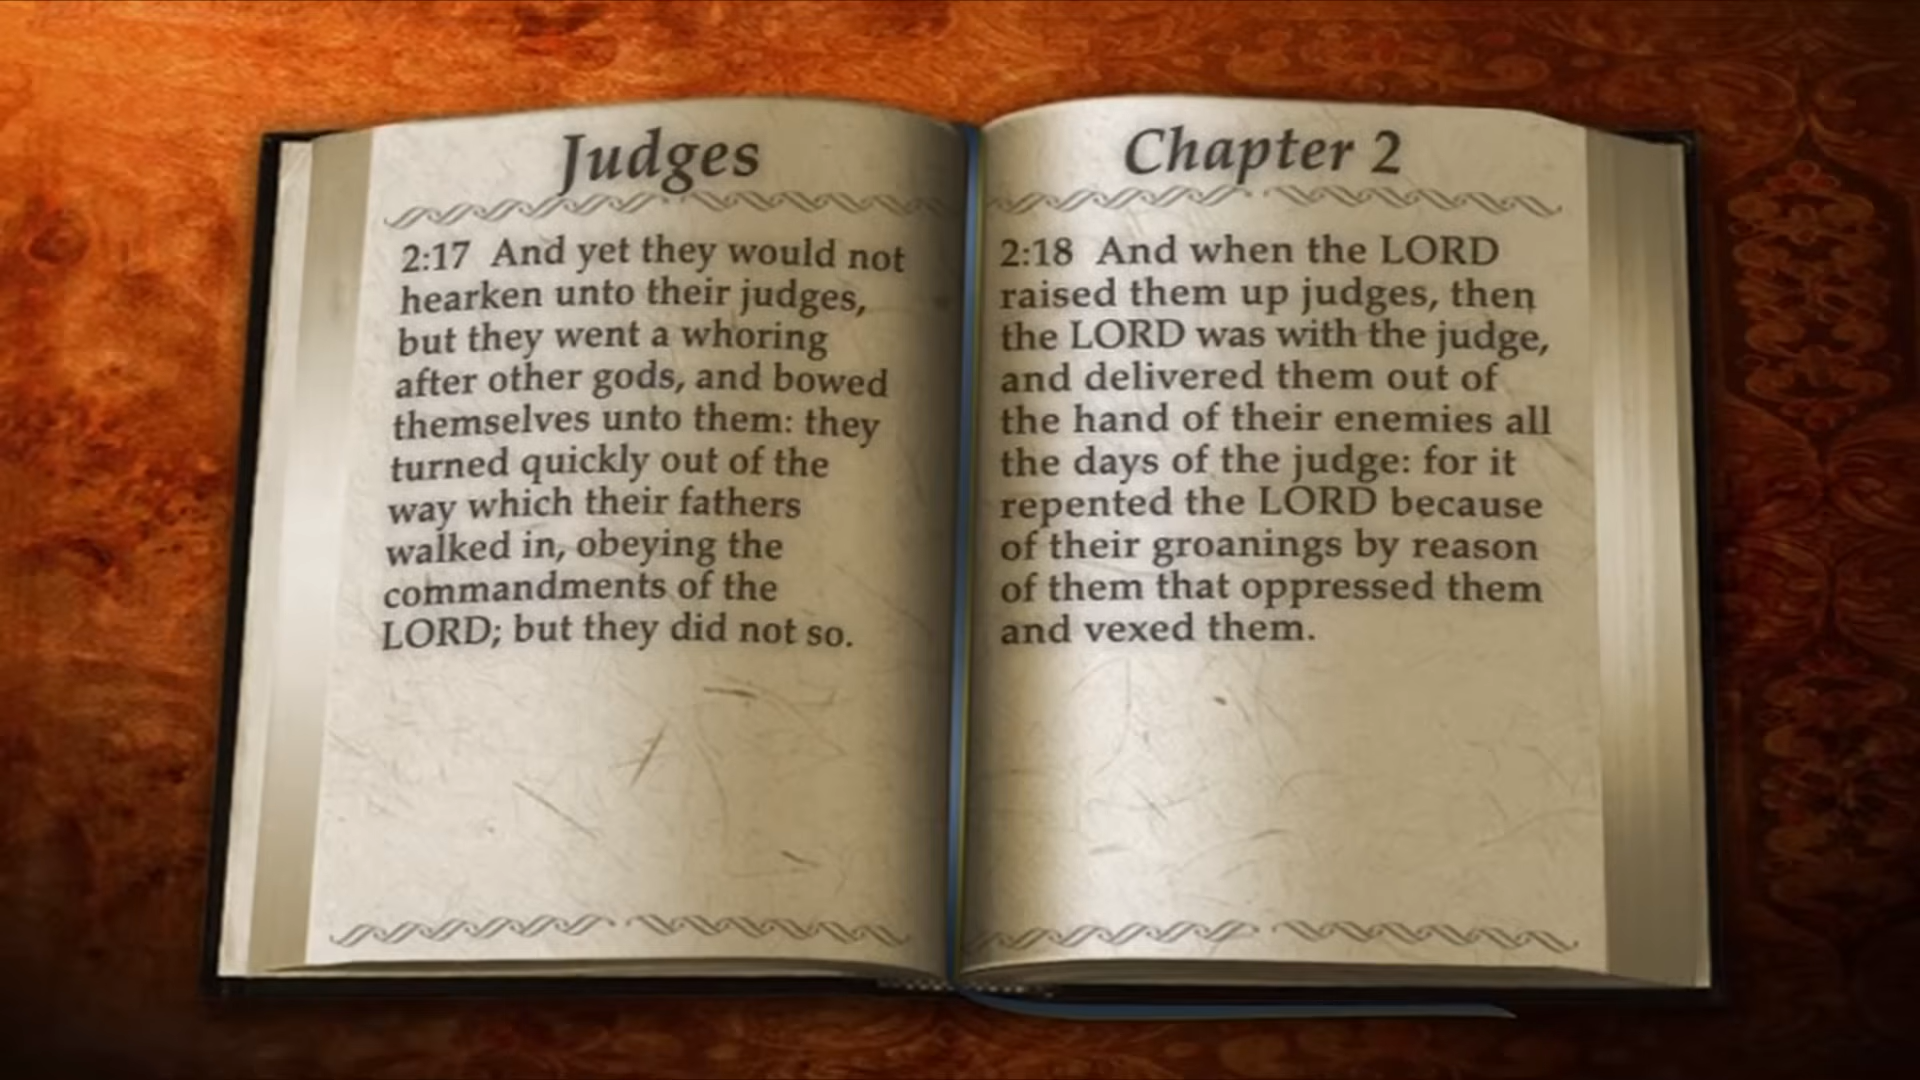 Judges
2:17 And yet they would not
hearken unto their judges,
but they went a whoring
after other gods, and bowed
themselves unto them: they
turned quickly out of the
way which their fathers
walked in, obeying the
commandments of the
LORD; but they did not so.
Chapter 2
2:18 And when the LORD
raised them up judges, then
the LORD was with the judge,
and delivered them out of
the hand of their enemies all
the days of the judge: for it
repented the LORD because
of their groanings by reason
of them that oppressed them
and vexed them.